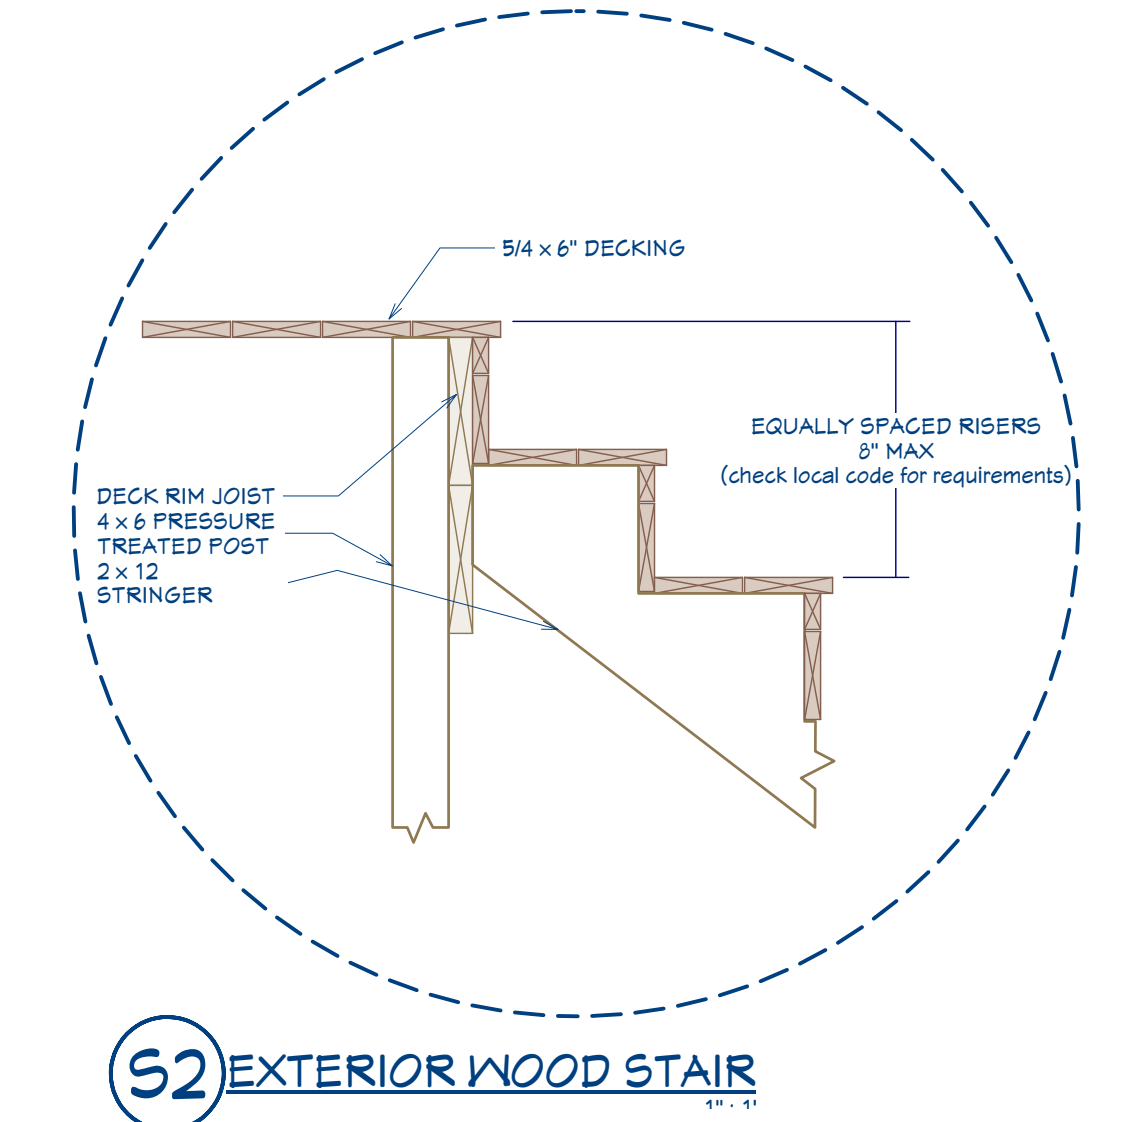 5/4 x 6" DECKING
EQUALLY SPACED RISERS
8" MAX
(check local code for requirements)
DECK RIM JOIST
4 x 6 PRESSURE
TREATED POST
2 x 12
STRINGER
S2 EXTERIOR WOOD STAIR